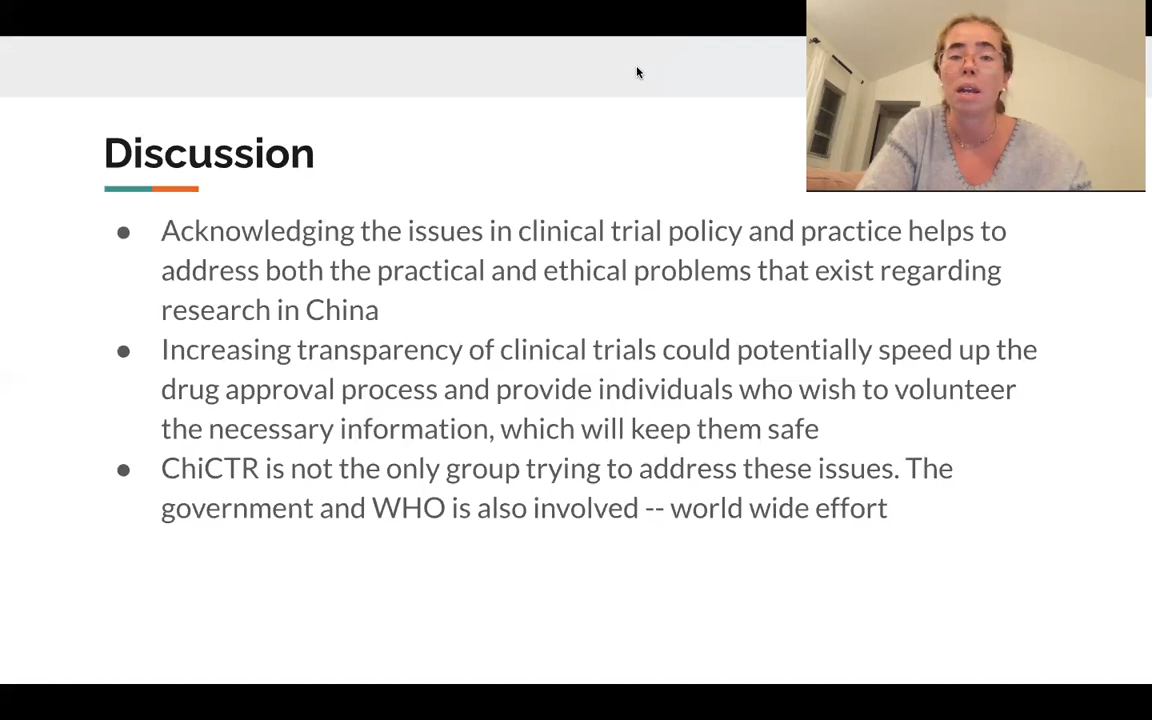 Discussion
● Acknowledging the issues in clinical trial policy and practice helps to
address both the practical and ethical problems that exist regarding
research in China
● Increasing transparency of clinical trials could potentially speed up the
drug approval process and provide individuals who wish to volunteer
the necessary information, which will keep them safe
● ChiCTR is not the only group trying to address these issues. The
government and WHO is also involved -- world wide effort